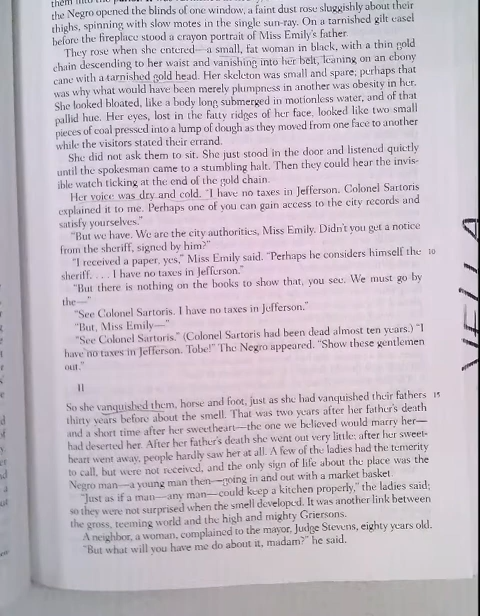 the Negro opened the blinds of one window, a faint dust rose sluggishly about their
thighs, spinning with slow motes in the single sun-ray. On a tarnished gilt easel
before the fireplace stood a crayon portrait of Miss Emily's father.
They rose when she entered—a small, fat woman in black, with a thin gold
chain descending to her waist and vanishing into her belt, leaning on an ebony
cane with a tarnished gold head. Her skeleton was small and spare; perhaps that
was why what would have been merely plumpness in another was obesity in her.
She looked bloated, like a body long submerged in motionless water, and of that
pallid hue. Her eyes, lost in the fatty ridges of her face, looked like two small
pieces of coal pressed into a lump of dough as they moved from one face to another
while the visitors stated their errand.
She did not ask them to sit. She just stood in the door and listened quietly
until the spokesman came to a stumbling halt. Then they could hear the invis-
ible watch ticking at the end of the gold chain.
Her voice was dry and cold. "I have no taxes in Jefferson. Colonel Sartoris
explained it to me. Perhaps one of you can gain access to the city records and
satisfy yourselves."
"But we have. We are the city authorities, Miss Emily. Didn't you get a notice
from the sheriff, signed by him?"
"I received a paper, yes," Miss Emily said. "Perhaps he considers himself the 10
sheriff. . . . I have no taxes in Jefferson."
"But there is nothing on the books to show that, you see. We must go by
the—"
"See Colonel Sartoris. I have no taxes in Jefferson."
"But, Miss Emily—"
"See Colonel Sartoris." (Colonel Sartoris had been dead almost ten years.) "I
have no taxes in Jefferson. Tobe!" The Negro appeared. "Show these gentlemen
out."
II
So she vanquished them, horse and foot, just as she had vanquished their fathers 15
thirty years before about the smell. That was two years after her father's death
and a short time after her sweetheart—the one we believed would marry her—
had deserted her. After her father's death she went out very little; after her sweet-
heart went away, people hardly saw her at all. A few of the ladies had the temerity
to call, but were not received, and the only sign of life about the place was the
Negro man—a young man then—going in and out with a market basket.
"Just as if a man—any man—could keep a kitchen properly," the ladies said;
so they were not surprised when the smell developed. It was another link between
the gross, teeming world and the high and mighty Griersons.
A neighbor, a woman, complained to the mayor, Judge Stevens, eighty years old.
"But what will you have me do about it, madam?" he said.